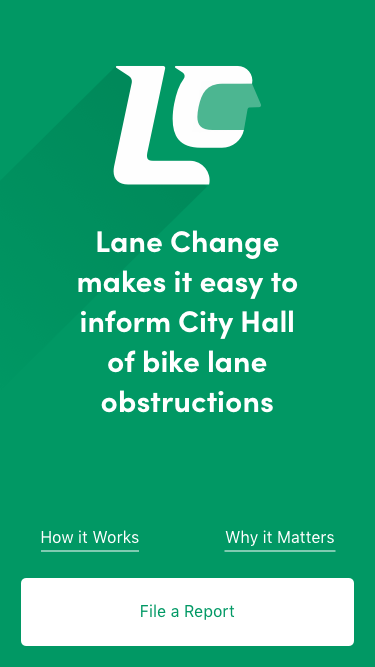 LC
Lane Change
makes it easy to
inform City Hall
of bike lane
obstructions
How it Works
Why it Matters
File a Report